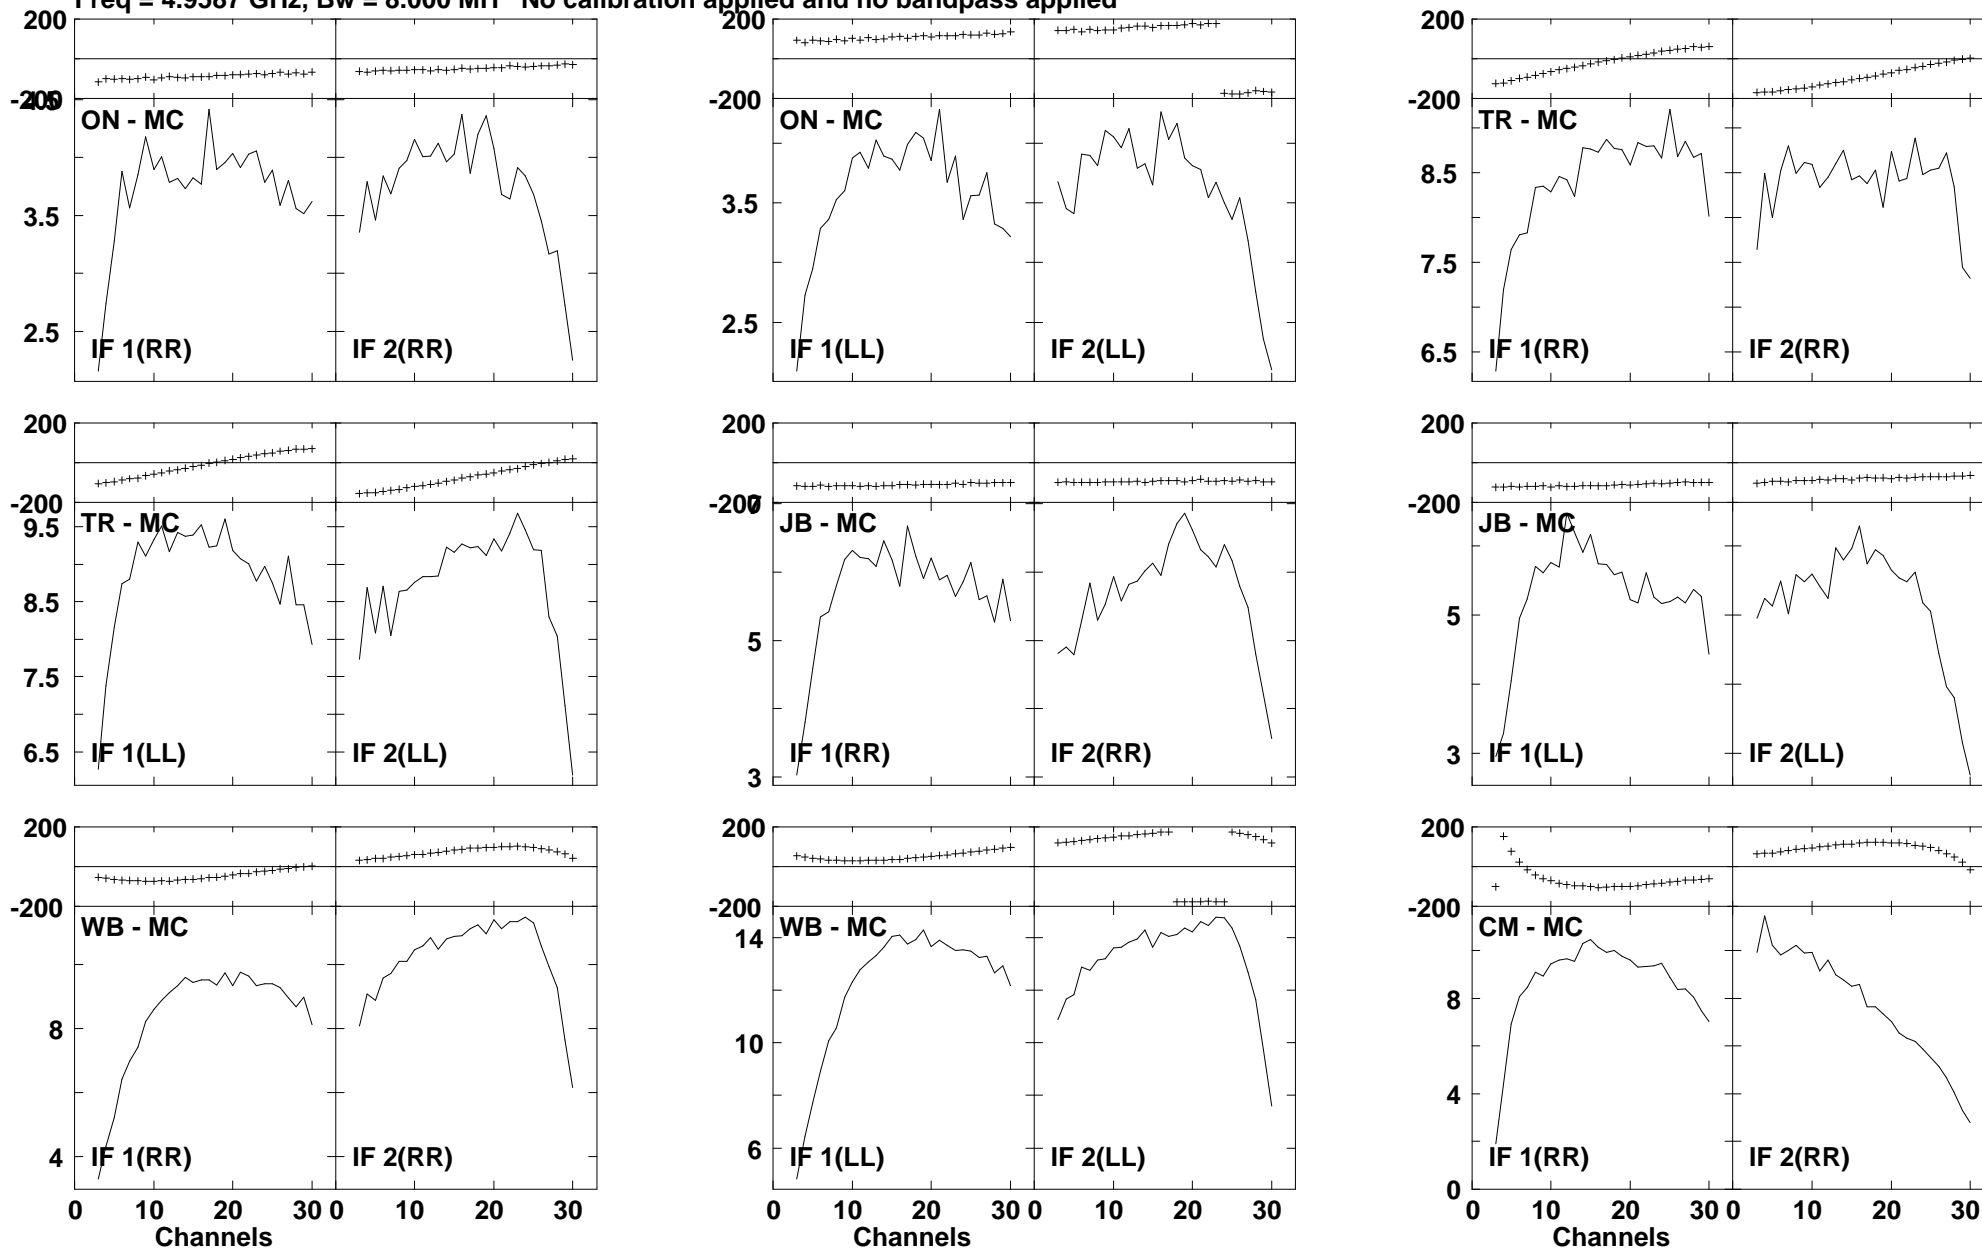 Freq = 4.9587 GHz, Bw = 8.000 MH No calibration applied and no bandpass applied
200 200 200
-200 -200 -200
4.5
ON - MC ON - MC TR - MC
3.5 3.5 8.5
7.5
2.5 2.5 6.5
IF 1(RR) IF 2(RR) IF 1(LL) IF 2(LL) IF 1(RR) IF 2(RR)
200 200 200
-200 -200 -200
7
TR - MC JB - MC JB - MC
9.5
8.5 5 5
7.5
6.5 3 3
IF 1(LL) IF 2(LL) IF 1(RR) IF 2(RR) IF 1(LL) IF 2(LL)
200 200 200
-200 -200 -200
WB - MC WB - MC CM - MC
14
8 10 8
4 6 4
IF 1(RR) IF 2(RR) IF 1(LL) IF 2(LL) IF 1(RR) IF 2(RR)
0
0 10 20 30 0 10 20 30 0 10 20 30 0 10 20 30 0 10 20 30 0 10 20 30
Channels Channels Channels